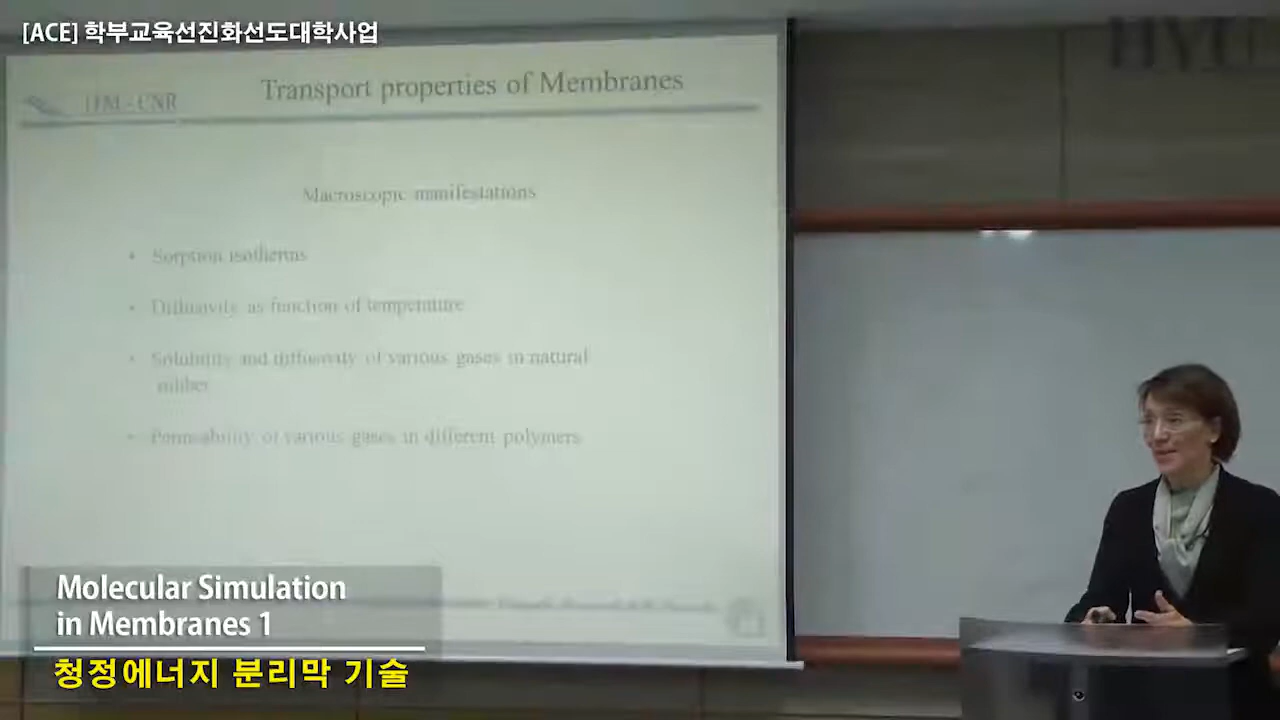 [ACE] 학부교육선진화선도대학사업
HYU
ITM - CNR
Transport properties of Membranes
Macroscopic manifestations
• Sorption isotherms
• Diffusivity as function of temperature
• Solubility and diffusivity of various gases in natural
rubber
• Permeability of various gases in different polymers
Molecular Simulation
in Membranes 1
청정에너지 분리막 기술